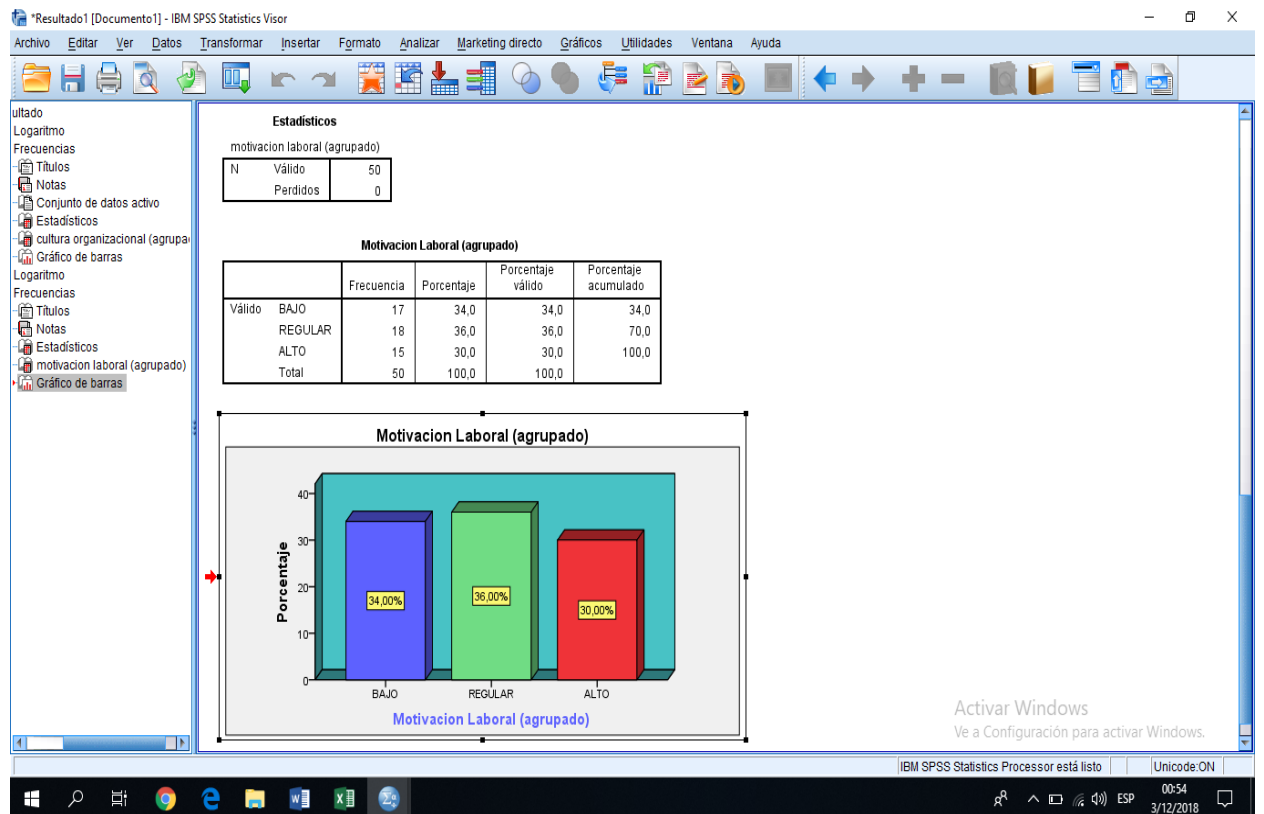 *Resultado1 [Documento1] - IBM SPSS Statistics Visor
Archivo Editar Ver Datos Transformar Insertar Formato Analizar Marketing directo Gráficos Utilidades Ventana Ayuda
ultado
Logaritmo
Frecuencias
Títulos
Notas
Conjunto de datos activo
Estadísticos
cultura organizacional (agrupa
Gráfico de barras
Logaritmo
Frecuencias
Títulos
Notas
Estadísticos
motivacion laboral (agrupado)
Gráfico de barras
Estadísticos
motivacion laboral (agrupado)
N Válido 50
Perdidos 0
Motivacion Laboral (agrupado)
Frecuencia Porcentaje Porcentaje válido Porcentaje acumulado
Válido BAJO 17 34,0 34,0 34,0
REGULAR 18 36,0 36,0 70,0
ALTO 15 30,0 30,0 100,0
Total 50 100,0 100,0
Motivacion Laboral (agrupado)
Porcentaje
40
30
20
10
0
34,00%
36,00%
30,00%
BAJO REGULAR ALTO
Motivacion Laboral (agrupado)
Activar Windows
Ve a Configuración para activar Windows.
IBM SPSS Statistics Processor está listo Unicode:ON
ESP
00:54
3/12/2018